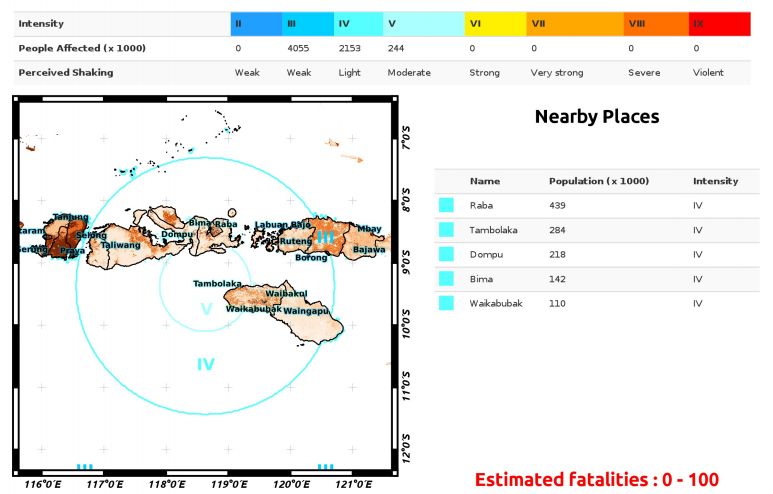 Intensity II III IV V VI VII VIII IX
People Affected (x 1000) 0 4055 2153 244 0 0 0 0
Perceived Shaking Weak Weak Light Moderate Strong Very strong Severe Violent
Nearby Places
Name Population (x 1000) Intensity
Raba 439 IV
Tambolaka 284 IV
Dompu 218 IV
Bima 142 IV
Waikabubak 110 IV
7°0'S
8°0'S
9°0'S
10°0'S
11°0'S
12°0'S
Tanjung
taram
Selong
Gerung
Praya
Taliwang
Dompu
Bima Raba
Labuan Bajo
III
Mbay
Ruteng
Bajawa
Borong
Tambolaka
Waibakul
Waikabubak Waingapu
V
IV
III III
116°0'E 117°0'E 118°0'E 119°0'E 120°0'E 121°0'E
Estimated fatalities : 0 - 100